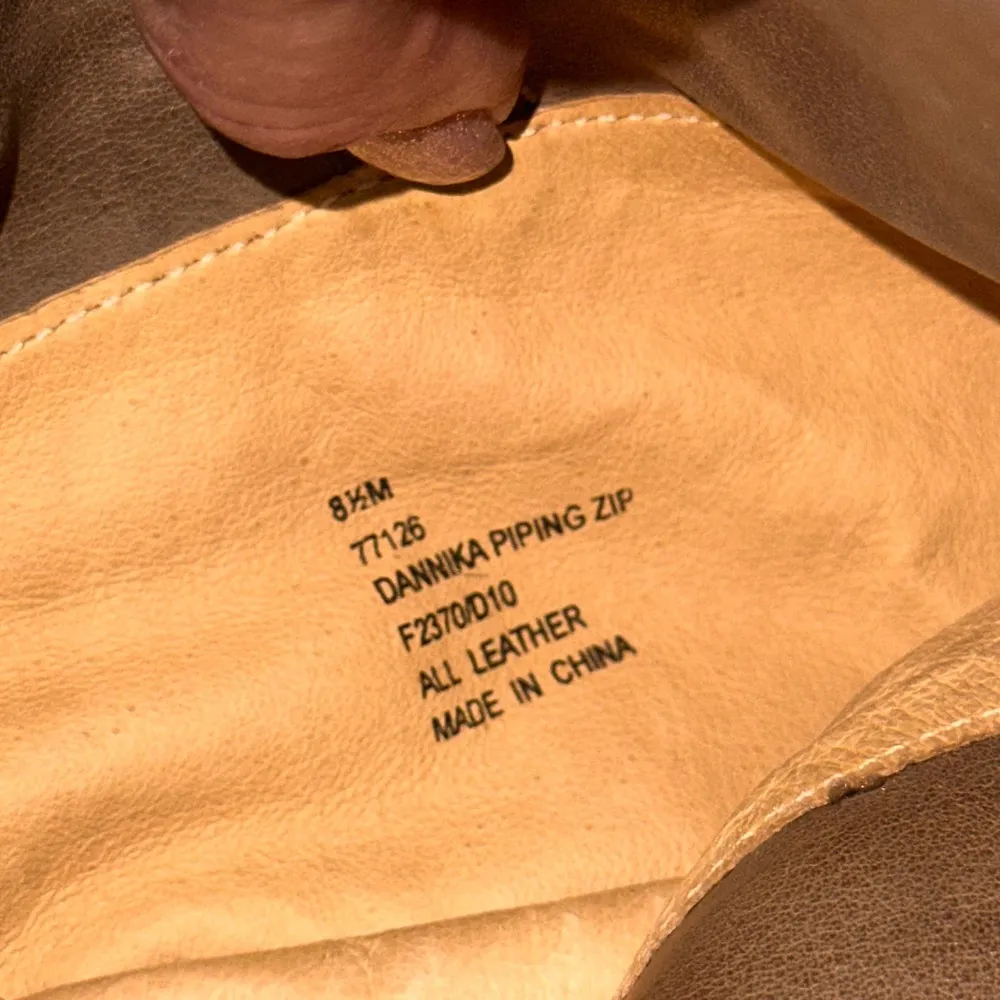 8½M
77126
DANNIKA PIPING ZIP
F2370/D10
ALL LEATHER
MADE IN CHINA